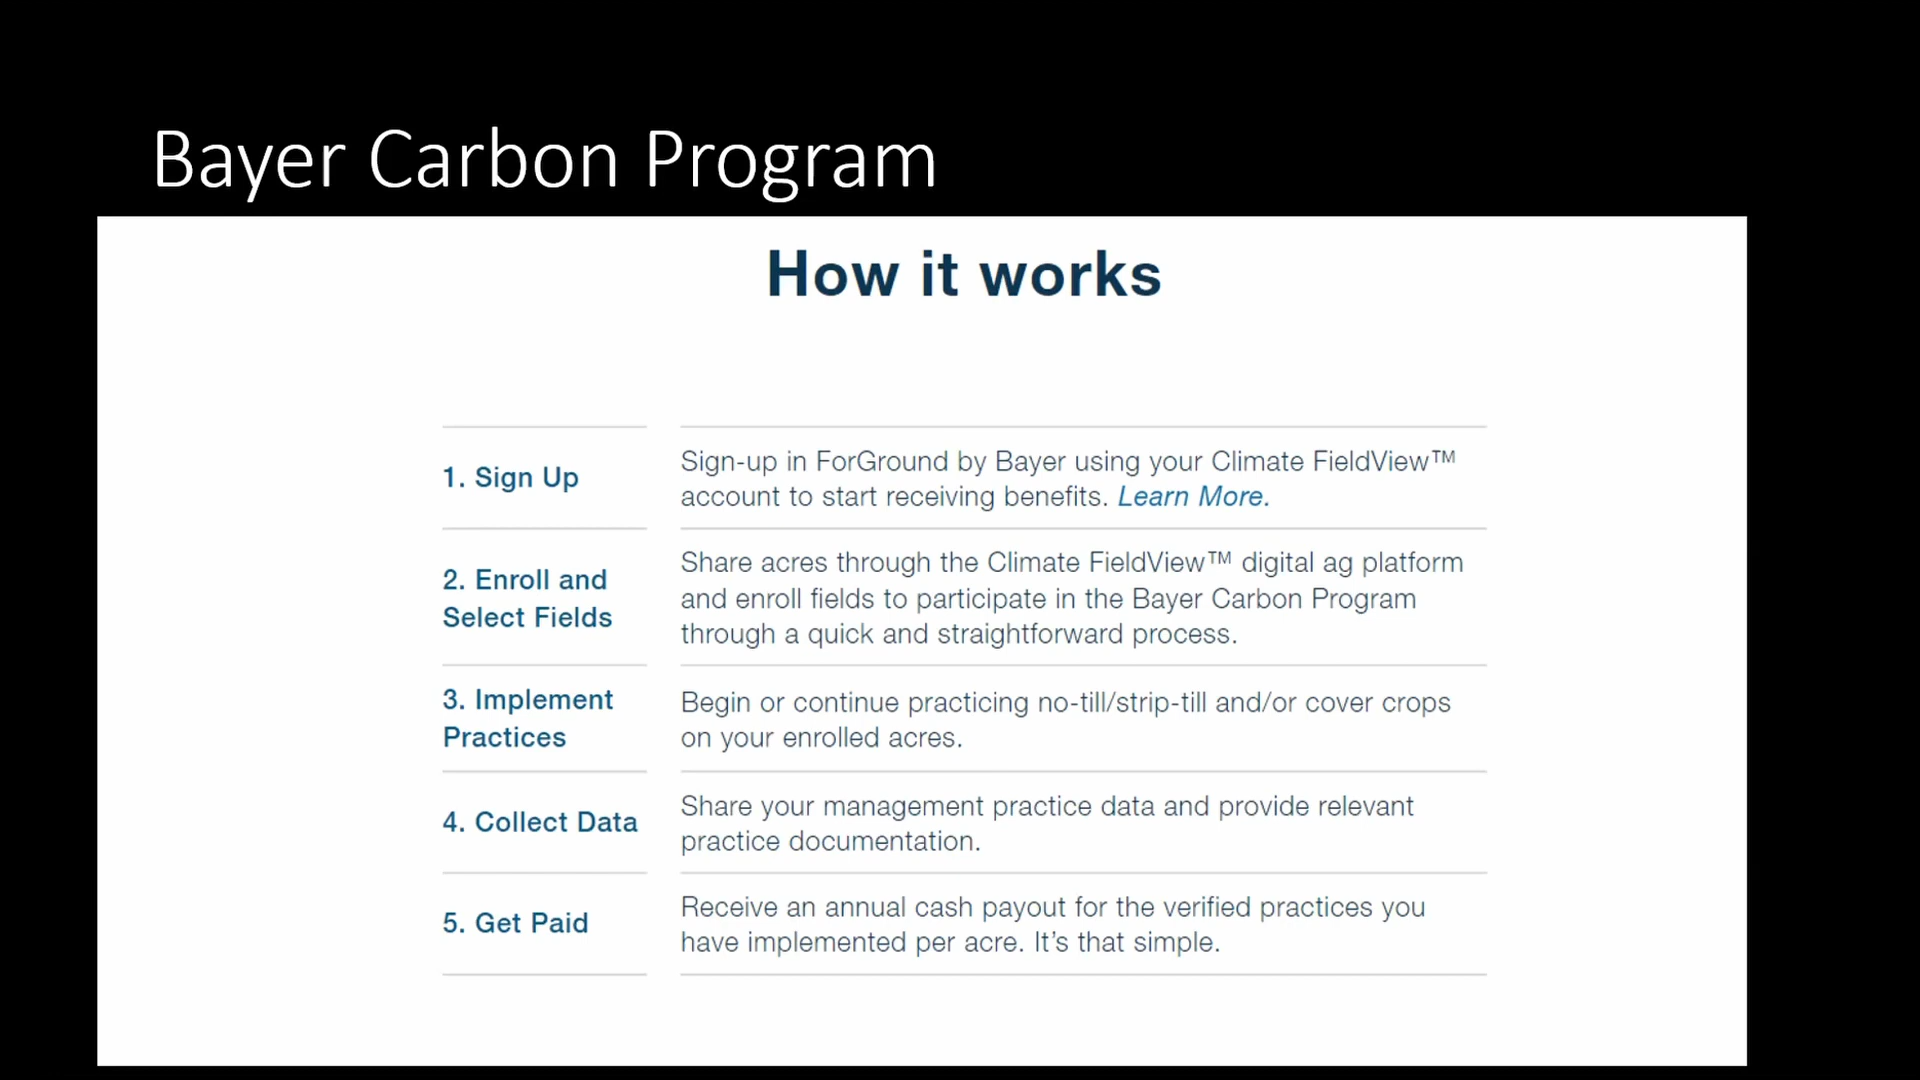 Bayer Carbon Program
How it works
1. Sign Up
Sign-up in ForGround by Bayer using your Climate FieldView™
account to start receiving benefits. Learn More.
2. Enroll and
Select Fields
Share acres through the Climate FieldView™ digital ag platform
and enroll fields to participate in the Bayer Carbon Program
through a quick and straightforward process.
3. Implement
Practices
Begin or continue practicing no-till/strip-till and/or cover crops
on your enrolled acres.
4. Collect Data
Share your management practice data and provide relevant
practice documentation.
5. Get Paid
Receive an annual cash payout for the verified practices you
have implemented per acre. It’s that simple.